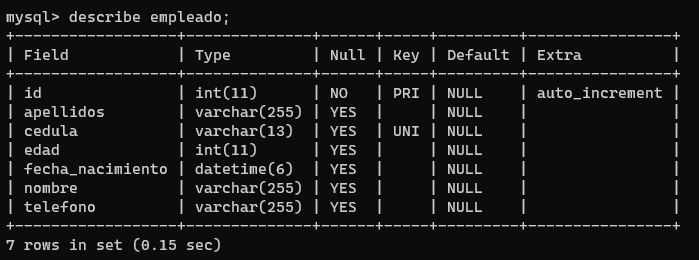 mysql> describe empleado;
+------------------+--------------+------+-----+---------+----------------+
| Field            | Type         | Null | Key | Default | Extra          |
+------------------+--------------+------+-----+---------+----------------+
| id               | int(11)      | NO   | PRI | NULL    | auto_increment |
| apellidos        | varchar(255) | YES  |     | NULL    |                |
| cedula           | varchar(13)  | YES  | UNI | NULL    |                |
| edad             | int(11)      | YES  |     | NULL    |                |
| fecha_nacimiento | datetime(6)  | YES  |     | NULL    |                |
| nombre           | varchar(255) | YES  |     | NULL    |                |
| telefono         | varchar(255) | YES  |     | NULL    |                |
+------------------+--------------+------+-----+---------+----------------+
7 rows in set (0.15 sec)